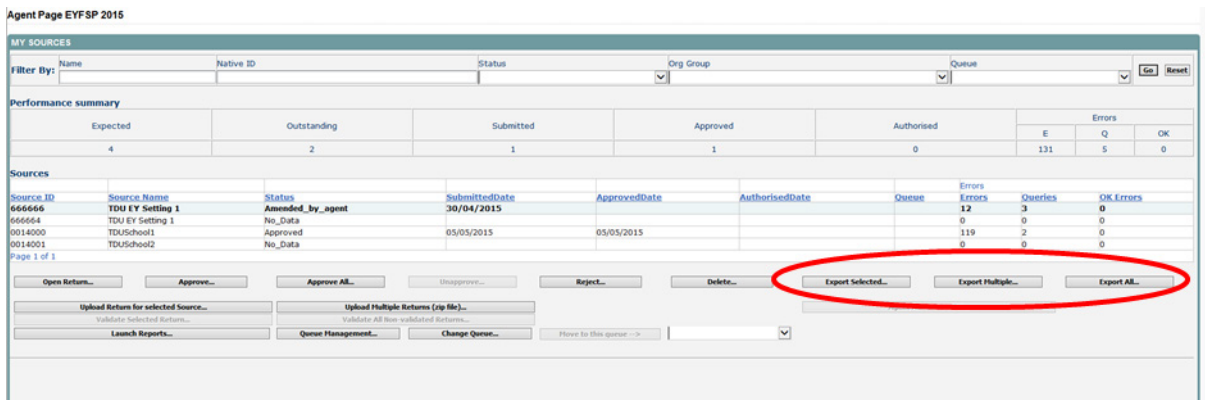 Agent Page EYFSP 2015
MY SOURCES
Filter By: Name Native ID Status Org Group Queue Go Reset
Performance summary
Expected Outstanding Submitted Approved Authorised Errors
E Q OK
4 2 1 1 0 131 5 0
Sources
Errors
Source ID Source Name Status SubmittedDate ApprovedDate AuthorisedDate Queue Errors Queries OK Errors
666666 TDU EY Setting 1 Amended_by_agent 30/04/2015 12 3 0
666664 TDU EY Setting 1 No_Data 0 0 0
0014000 TDUSchool1 Approved 05/05/2015 05/05/2015 119 2 0
0014001 TDUSchool2 No_Data 0 0 0
Page 1 of 1
Open Return... Approve... Approve All... Unapprove... Reject... Delete... Export Selected... Export Multiple... Export All...
Upload Return for selected Source... Upload Multiple Returns (zip file)...
Validate Selected Return... Validate All Non-validated Returns...
Launch Reports... Queue Management... Change Queue... Move to this queue -->